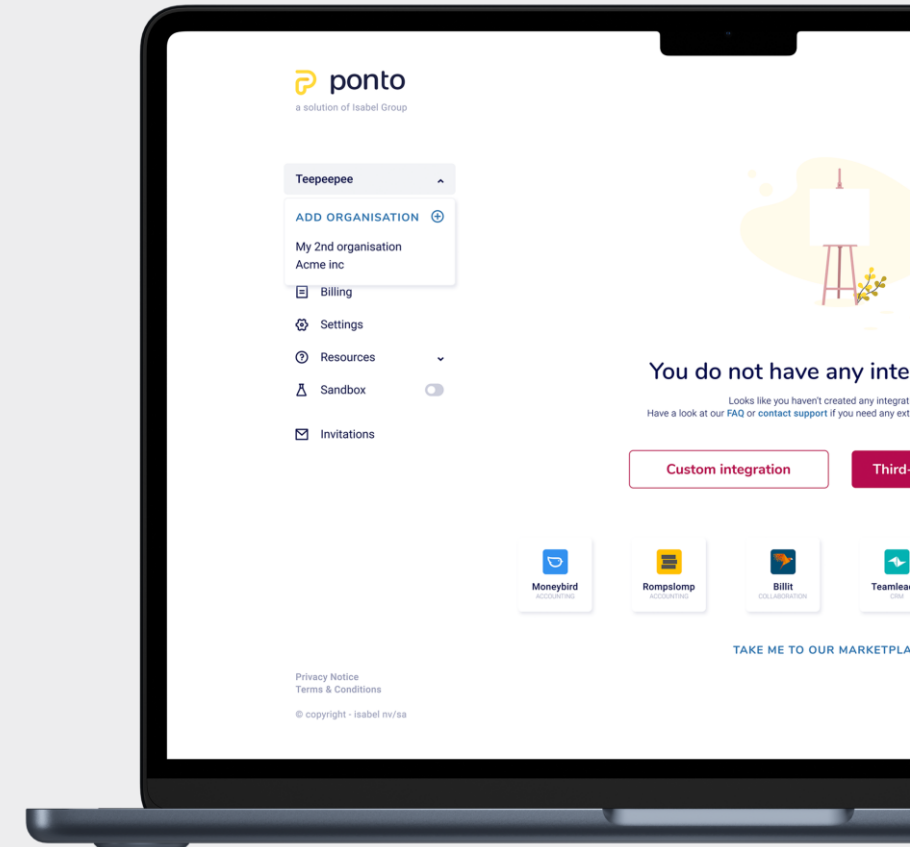 ponto
a solution of Isabel Group
Teepeepee
ADD ORGANISATION
My 2nd organisation
Acme inc
Billing
Settings
Resources
Sandbox
Invitations
You do not have any inte
Looks like you haven't created any integrat
Have a look at our FAQ or contact support if you need any ext
Custom integration
Third-
Moneybird
ACCOUNTING
Rompslomp
ACCOUNTING
Billit
COLLABORATION
Teamlea
CRM
TAKE ME TO OUR MARKETPLA
Privacy Notice
Terms & Conditions
© copyright - isabel nv/sa